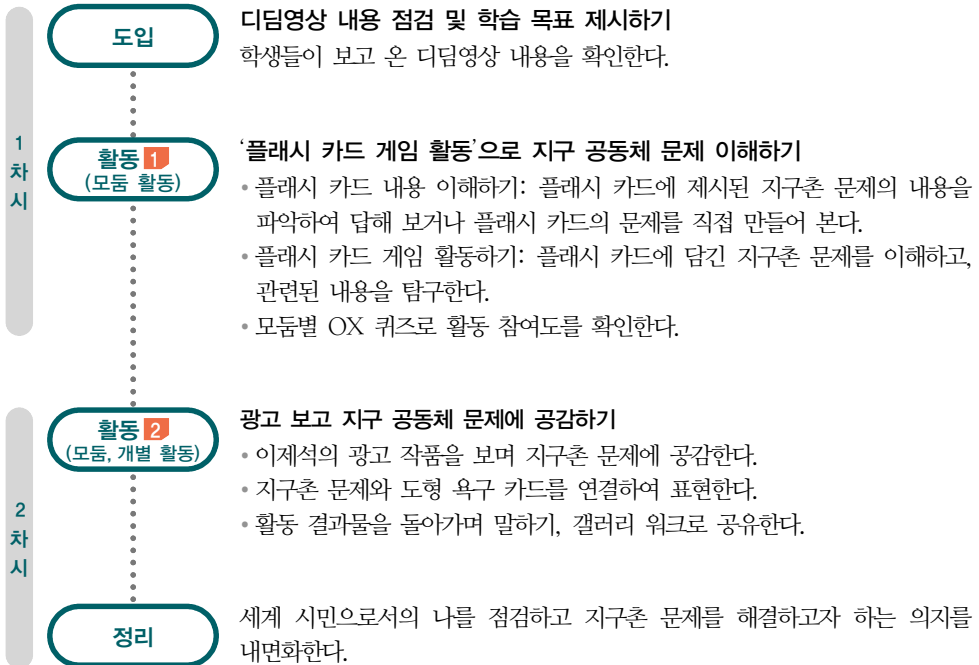 1
차
시
도입
디딤영상 내용 점검 및 학습 목표 제시하기
학생들이 보고 온 디딤영상 내용을 확인한다.
활동 1
(모둠 활동)
‘플래시 카드 게임 활동’으로 지구 공동체 문제 이해하기
• 플래시 카드 내용 이해하기: 플래시 카드에 제시된 지구촌 문제의 내용을
파악하여 답해 보거나 플래시 카드의 문제를 직접 만들어 본다.
• 플래시 카드 게임 활동하기: 플래시 카드에 담긴 지구촌 문제를 이해하고,
관련된 내용을 탐구한다.
• 모둠별 OX 퀴즈로 활동 참여도를 확인한다.
2
차
시
활동 2
(모둠, 개별 활동)
광고 보고 지구 공동체 문제에 공감하기
• 이제석의 광고 작품을 보며 지구촌 문제에 공감한다.
• 지구촌 문제와 도형 욕구 카드를 연결하여 표현한다.
• 활동 결과물을 돌아가며 말하기, 갤러리 워크로 공유한다.
정리
세계 시민으로서의 나를 점검하고 지구촌 문제를 해결하고자 하는 의지를
내면화한다.